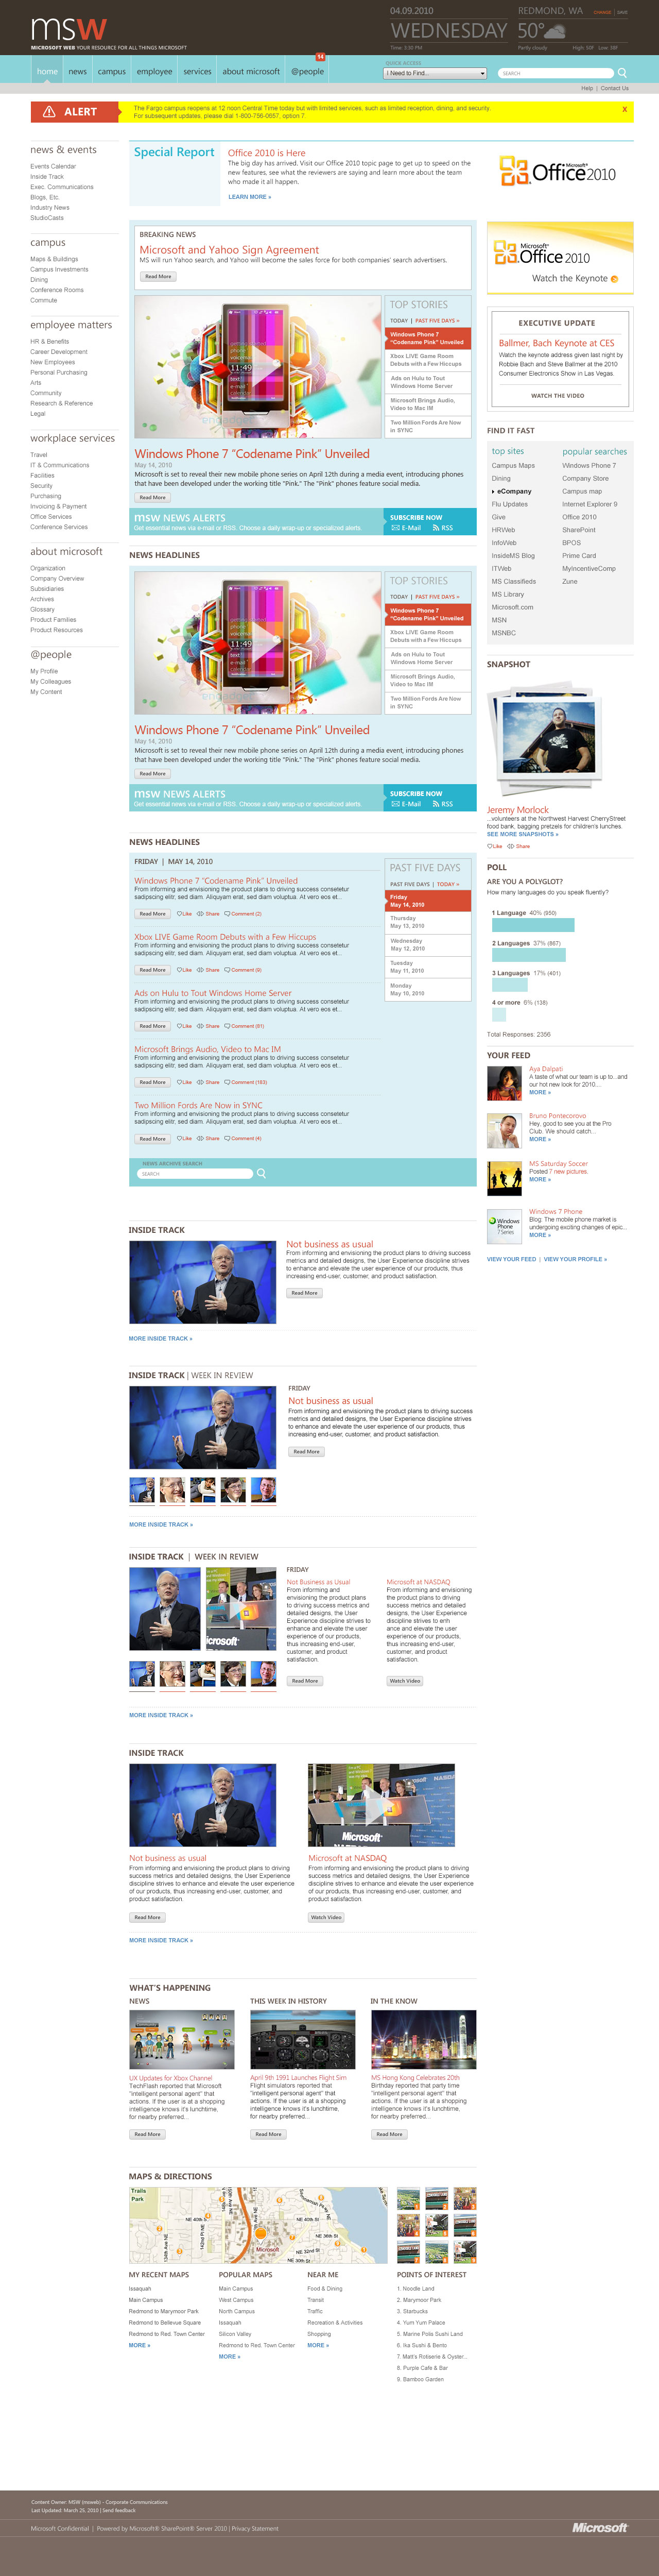 msw
MICROSOFT WEB YOUR RESOURCE FOR ALL THINGS MICROSOFT
04.09.2010
WEDNESDAY
Time: 3:30 PM
REDMOND, WA
CHANGE | SAVE
50°
Partly cloudy High: 50F Low: 38F
home news campus employee services about microsoft @people
14
QUICK ACCESS
I Need to Find...
SEARCH
Help | Contact Us
ALERT
The Fargo campus reopens at 12 noon Central Time today but with limited services, such as limited reception, dining, and security.
For subsequent updates, please dial 1-800-756-0657, option 7.
X
news & events
Events Calendar
Inside Track
Exec. Communications
Blogs, Etc.
Industry News
StudioCasts
campus
Maps & Buildings
Campus Investments
Dining
Conference Rooms
Commute
employee matters
HR & Benefits
Career Development
New Employees
Personal Purchasing
Arts
Community
Research & Reference
Legal
workplace services
Travel
IT & Communications
Facilities
Security
Purchasing
Invoicing & Payment
Office Services
Conference Services
about microsoft
Organization
Company Overview
Subsidiaries
Archives
Glossary
Product Families
Product Resources
@people
My Profile
My Colleagues
My Content
Special Report
Office 2010 is Here
The big day has arrived. Visit our Office 2010 topic page to get up to speed on the
new features, see what the reviewers are saying and learn more about the team
who made it all happen.
LEARN MORE »
Microsoft®
Office2010
BREAKING NEWS
Microsoft and Yahoo Sign Agreement
MS will run Yahoo search, and Yahoo will become the sales force for both companies' search advertisers.
Read More
TOP STORIES
TODAY | PAST FIVE DAYS »
Windows Phone 7
"Codename Pink" Unveiled
Xbox LIVE Game Room
Debuts with a Few Hiccups
Ads on Hulu to Tout
Windows Home Server
Microsoft Brings Audio,
Video to Mac IM
Two Million Fords Are Now
in SYNC
Windows Phone 7 "Codename Pink" Unveiled
May 14, 2010
Microsoft is set to reveal their new mobile phone series on April 12th during a media event, introducing phones
that have been developed under the working title "Pink." The "Pink" phones feature social media.
Read More
msw NEWS ALERTS
Get essential news via e-mail or RSS. Choose a daily wrap-up or specialized alerts.
SUBSCRIBE NOW
E-Mail RSS
NEWS HEADLINES
TOP STORIES
TODAY | PAST FIVE DAYS »
Windows Phone 7
"Codename Pink" Unveiled
Xbox LIVE Game Room
Debuts with a Few Hiccups
Ads on Hulu to Tout
Windows Home Server
Microsoft Brings Audio,
Video to Mac IM
Two Million Fords Are Now
in SYNC
Windows Phone 7 "Codename Pink" Unveiled
May 14, 2010
Microsoft is set to reveal their new mobile phone series on April 12th during a media event, introducing phones
that have been developed under the working title "Pink." The "Pink" phones feature social media.
Read More
msw NEWS ALERTS
Get essential news via e-mail or RSS. Choose a daily wrap-up or specialized alerts.
SUBSCRIBE NOW
E-Mail RSS
NEWS HEADLINES
FRIDAY | MAY 14, 2010
Windows Phone 7 "Codename Pink" Unveiled
From informing and envisioning the product plans to driving success conseteur
sadipscing elitr, sed diam. Aliquyam erat, sed diam voluptua. At vero eos et...
Read More Like Share Comment (2)
Xbox LIVE Game Room Debuts with a Few Hiccups
From informing and envisioning the product plans to driving success conseteur
sadipscing elitr, sed diam. Aliquyam erat, sed diam voluptua. At vero eos et...
Read More Like Share Comment (9)
Ads on Hulu to Tout Windows Home Server
From informing and envisioning the product plans to driving success conseteur
sadipscing elitr, sed diam. Aliquyam erat, sed diam voluptua. At vero eos et...
Read More Like Share Comment (91)
Microsoft Brings Audio, Video to Mac IM
From informing and envisioning the product plans to driving success conseteur
sadipscing elitr, sed diam. Aliquyam erat, sed diam voluptua. At vero eos et...
Read More Like Share Comment (183)
Two Million Fords Are Now in SYNC
From informing and envisioning the product plans to driving success conseteur
sadipscing elitr, sed diam. Aliquyam erat, sed diam voluptua. At vero eos et...
Read More Like Share Comment (4)
PAST FIVE DAYS
PAST FIVE DAYS | TODAY »
Friday
May 14, 2010
Thursday
May 13, 2010
Wednesday
May 12, 2010
Tuesday
May 11, 2010
Monday
May 10, 2010
NEWS ARCHIVE SEARCH
SEARCH
INSIDE TRACK
Not business as usual
From informing and envisioning the product plans to driving success
metrics and detailed designs, the User Experience discipline strives
to enhance and elevate the user experience of our products, thus
increasing end-user, customer, and product satisfaction.
Read More
MORE INSIDE TRACK »
INSIDE TRACK | WEEK IN REVIEW
FRIDAY
Not business as usual
From informing and envisioning the product plans to driving success
metrics and detailed designs, the User Experience discipline strives
to enhance and elevate the user experience of our products, thus
increasing end-user, customer, and product satisfaction.
Read More
MORE INSIDE TRACK »
INSIDE TRACK | WEEK IN REVIEW
FRIDAY
Not Business as Usual
From informing and
envisioning the product plans
to driving success metrics and
detailed designs, the User
Experience discipline strives to
enhance and elevate the user
experience of our products,
thus increasing end-user,
customer, and product
satisfaction.
Read More
Microsoft at NASDAQ
From informing and envisioning
the product plans to driving
success metrics and detailed
designs, the User Experience
discipline strives to enh
ance and elevate the user
experience of our products,
thus increasing end-user,
customer, and product
satisfaction.
Watch Video
MORE INSIDE TRACK »
INSIDE TRACK
Microsoft
NASDAQ
Not business as usual
From informing and envisioning the product plans to driving
success metrics and detailed designs, the User Experience
discipline strives to enhance and elevate the user experience
of our products, thus increasing end-user, customer, and
product satisfaction.
Read More
Microsoft at NASDAQ
From informing and envisioning the product plans to driving
success metrics and detailed designs, the User Experience
discipline strives to enhance and elevate the user experience
of our products, thus increasing end-user, customer, and
product satisfaction.
Watch Video
MORE INSIDE TRACK »
WHAT'S HAPPENING
NEWS
UX Updates for Xbox Channel
TechFlash reported that Microsoft
"intelligent personal agent" that
actions. If the user is at a shopping
intelligence knows it's lunchtime,
for nearby preferred...
Read More
THIS WEEK IN HISTORY
April 9th 1991 Launches Flight Sim
Flight simulators reported that
"intelligent personal agent" that
actions. If the user is at a shopping
intelligence knows it's lunchtime,
for nearby preferred...
Read More
IN THE KNOW
MS Hong Kong Celebrates 20th
Birthday reported that party time
"intelligent personal agent" that
actions. If the user is at a shopping
intelligence knows it's lunchtime,
for nearby preferred...
Read More
MAPS & DIRECTIONS
Trails
Park
NE 40th St
NE 40th St
NE 36th St
NE 32nd St
NE 30th St
Microsoft
MY RECENT MAPS
Issaquah
Main Campus
Redmond to Marymoor Park
Redmond to Bellevue Square
Redmond to Red. Town Center
MORE »
POPULAR MAPS
Main Campus
West Campus
North Campus
Issaquah
Silicon Valley
Redmond to Red. Town Center
MORE »
NEAR ME
Food & Dining
Transit
Traffic
Recreation & Activities
Shopping
MORE »
POINTS OF INTEREST
1. Noodle Land
2. Marymoor Park
3. Starbucks
4. Yum Yum Palace
5. Marine Polis Sushi Land
6. Ika Sushi & Bento
7. Matt's Rotiserie & Oyster...
8. Purple Cafe & Bar
9. Bamboo Garden
Microsoft®
Office2010
Watch the Keynote
EXECUTIVE UPDATE
Ballmer, Bach Keynote at CES
Watch the keynote address given last night by
Robbie Bach and Steve Ballmer at the 2010
Consumer Electronics Show in Las Vegas.
WATCH THE VIDEO
FIND IT FAST
top sites
Campus Maps
Dining
eCompany
Flu Updates
Give
HRWeb
InfoWeb
InsideMS Blog
ITWeb
MS Classifieds
MS Library
Microsoft.com
MSN
MSNBC
popular searches
Windows Phone 7
Company Store
Campus map
Internet Explorer 9
Office 2010
SharePoint
BPOS
Prime Card
MyIncentiveComp
Zune
SNAPSHOT
Jeremy Morlock
...volunteers at the Northwest Harvest CherryStreet
food bank, bagging pretzels for children's lunches.
SEE MORE SNAPSHOTS »
Like Share
POLL
ARE YOU A POLYGLOT?
How many languages do you speak fluently?
1 Language 40% (950)
2 Languages 37% (867)
3 Languages 17% (401)
4 or more 6% (138)
Total Responses: 2356
YOUR FEED
Aya Dalpati
A taste of what our team is up to...and
our hot new look for 2010...
MORE »
Bruno Pontecorovo
Hey, good to see you at the Pro
Club. We should catch...
MORE »
MS Saturday Soccer
Posted 7 new pictures.
MORE »
Windows
Phone
7 Series
Windows 7 Phone
Blog: The mobile phone market is
undergoing exciting changes of epic...
MORE »
VIEW YOUR FEED | VIEW YOUR PROFILE »
Content Owner: MSW (msweb) - Corporate Communications
Last Updated: March 25, 2010 | Send feedback
Microsoft Confidential | Powered by Microsoft® SharePoint® Server 2010 | Privacy Statement
Microsoft